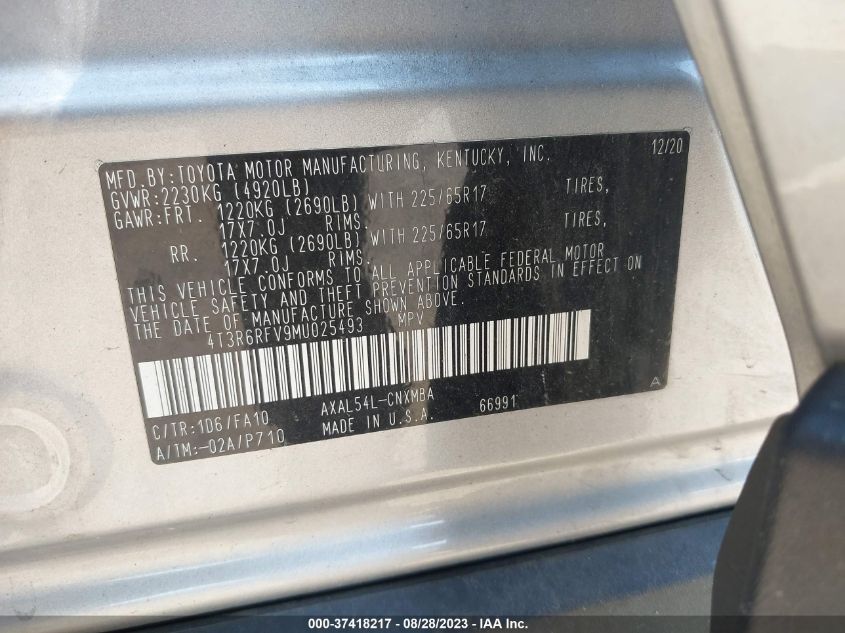 MFD.BY:TOYOTA MOTOR MANUFACTURING, KENTUCKY, INC. 12/20
GVWR:2230KG (4920LB)
GAWR:FRT. 1220KG (2690LB) WITH 225/65R17 TIRES,
17X7.0J RIMS.
RR. 1220KG (2690LB) WITH 225/65R17 TIRES,
17X7.0J RIMS.
THIS VEHICLE CONFORMS TO ALL APPLICABLE FEDERAL MOTOR
VEHICLE SAFETY AND THEFT PREVENTION STANDARDS IN EFFECT ON
THE DATE OF MANUFACTURE SHOWN ABOVE.
4T3R6RFV9MU025493 MPV
C/TR:1D6/FA10 AXAL54L-CNXMBA
A/TM:-02A/P710 MADE IN U.S.A. 66991 A
000-37418217 - 08/28/2023 - IAA Inc.